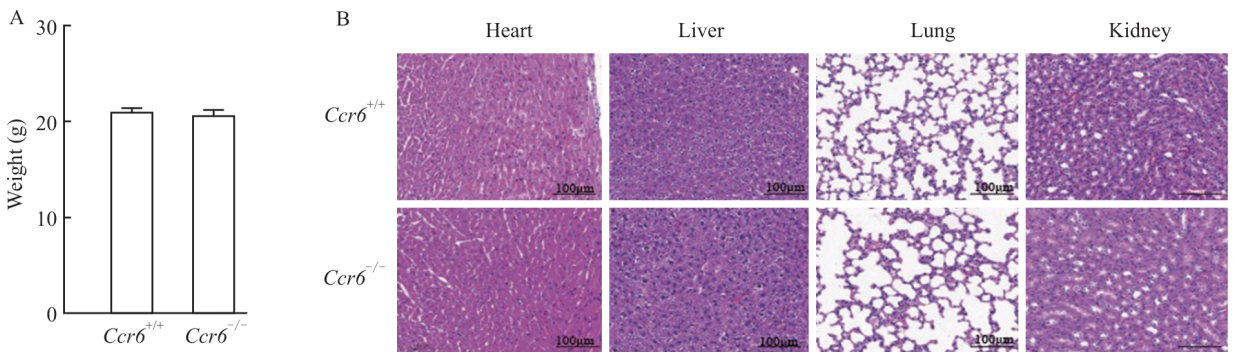 A
Weight (g)
30
20
10
0
Ccr6+/+
Ccr6−/−
B
Heart
Liver
Lung
Kidney
Ccr6+/+
100μm
100μm
100μm
Ccr6−/−
100μm
100μm
100μm